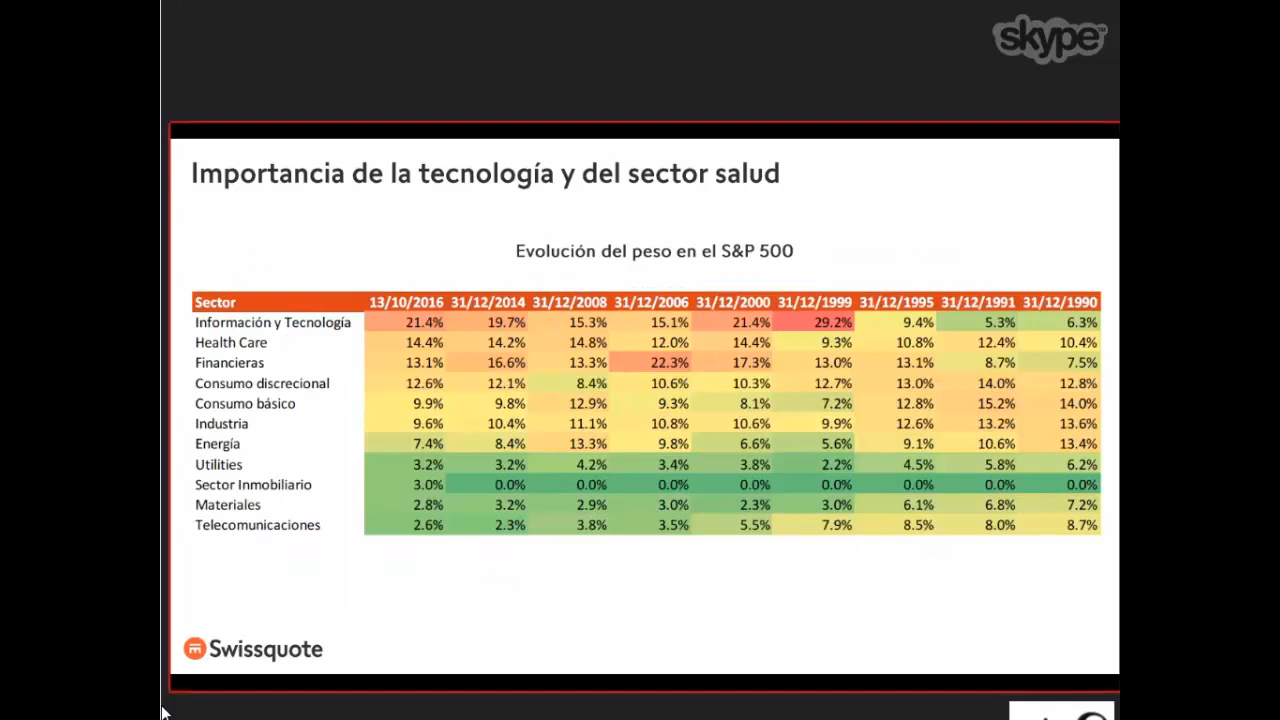 skype
Importancia de la tecnología y del sector salud
Evolución del peso en el S&P 500
Sector 13/10/2016 31/12/2014 31/12/2008 31/12/2006 31/12/2000 31/12/1999 31/12/1995 31/12/1991 31/12/1990
Información y Tecnología 21.4% 19.7% 15.3% 15.1% 21.4% 29.2% 9.4% 5.3% 6.3%
Health Care 14.4% 14.2% 14.8% 12.0% 14.4% 9.3% 10.8% 12.4% 10.4%
Financieras 13.1% 16.6% 13.3% 22.3% 17.3% 13.0% 13.1% 8.7% 7.5%
Consumo discrecional 12.6% 12.1% 8.4% 10.6% 10.3% 12.7% 13.0% 14.0% 12.8%
Consumo básico 9.9% 9.8% 12.9% 9.3% 8.1% 7.2% 12.8% 15.2% 14.0%
Industria 9.6% 10.4% 11.1% 10.8% 10.6% 9.9% 12.6% 13.2% 13.6%
Energía 7.4% 8.4% 13.3% 9.8% 6.6% 5.6% 9.1% 10.6% 13.4%
Utilities 3.2% 3.2% 4.2% 3.4% 3.8% 2.2% 4.5% 5.8% 6.2%
Sector Inmobiliario 3.0% 0.0% 0.0% 0.0% 0.0% 0.0% 0.0% 0.0% 0.0%
Materiales 2.8% 3.2% 2.9% 3.0% 2.3% 3.0% 6.1% 6.8% 7.2%
Telecomunicaciones 2.6% 2.3% 3.8% 3.5% 5.5% 7.9% 8.5% 8.0% 8.7%
Swissquote